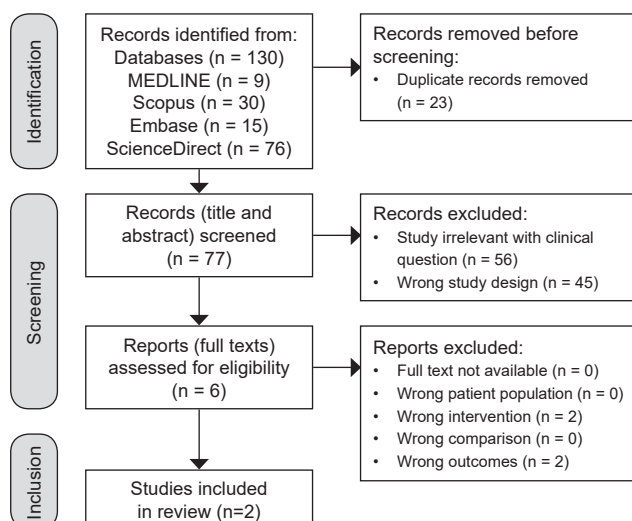 Identification
Records identified from:
Databases (n = 130)
MEDLINE (n = 9)
Scopus (n = 30)
Embase (n = 15)
ScienceDirect (n = 76)
Records removed before
screening:
• Duplicate records removed
(n = 23)
Screening
Records (title and
abstract) screened
(n = 77)
Records excluded:
• Study irrelevant with clinical
question (n = 56)
• Wrong study design (n = 45)
Reports (full texts)
assessed for eligibility
(n = 6)
Reports excluded:
• Full text not available (n = 0)
• Wrong patient population (n = 0)
• Wrong intervention (n = 2)
• Wrong comparison (n = 0)
• Wrong outcomes (n = 2)
Inclusion
Studies included
in review (n=2)